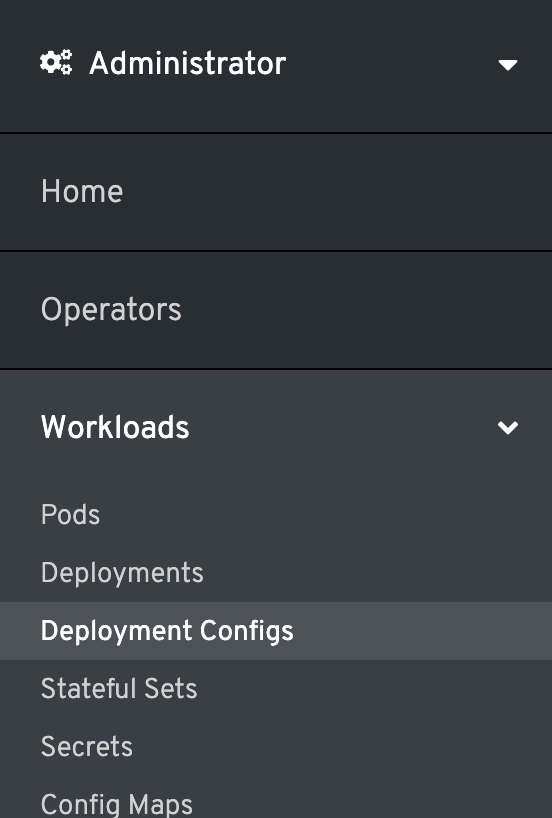 Administrator
Home
Operators
Workloads
Pods
Deployments
Deployment Configs
Stateful Sets
Secrets
Config Maps